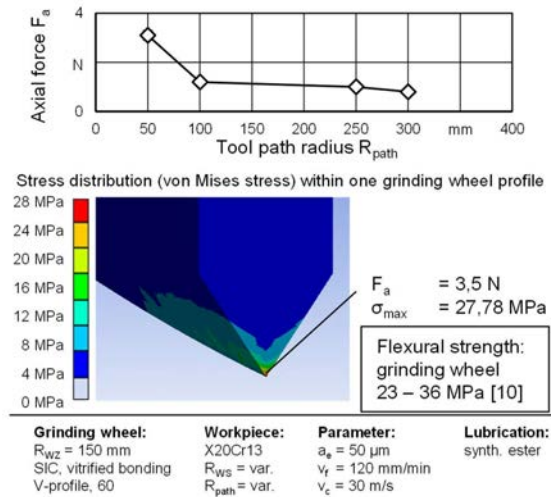 Axial force Fa
4
N
0
0 50 100 150 200 250 300 mm 400
Tool path radius Rpath
Stress distribution (von Mises stress) within one grinding wheel profile
28 MPa
24 MPa
20 MPa
16 MPa
12 MPa
8 MPa
4 MPa
0 MPa
Fa = 3,5 N
σmax = 27,78 MPa
Flexural strength:
grinding wheel
23 – 36 MPa [10]
Grinding wheel: Workpiece: Parameter: Lubrication:
RWZ = 150 mm X20Cr13 ae = 50 µm synth. ester
SIC, vitrified bonding RWS = var. vf = 120 mm/min
V-profile, 60 Rpath = var. vc = 30 m/s